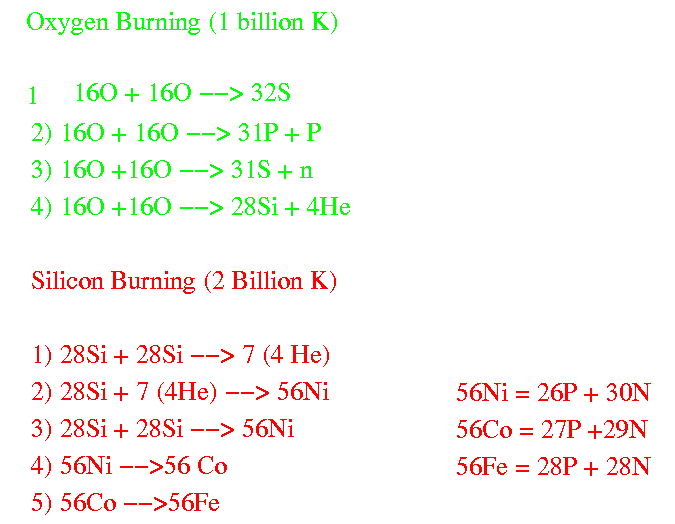 Oxygen Burning (1 billion K)
1 16O + 16O −−> 32S
2) 16O + 16O −−> 31P + P
3) 16O +16O −−> 31S + n
4) 16O +16O −−> 28Si + 4He
Silicon Burning (2 Billion K)
1) 28Si + 28Si −−> 7 (4 He)
2) 28Si + 7 (4He) −−> 56Ni
3) 28Si + 28Si −−> 56Ni
4) 56Ni −−>56 Co
5) 56Co −−>56Fe
56Ni = 26P + 30N
56Co = 27P +29N
56Fe = 28P + 28N